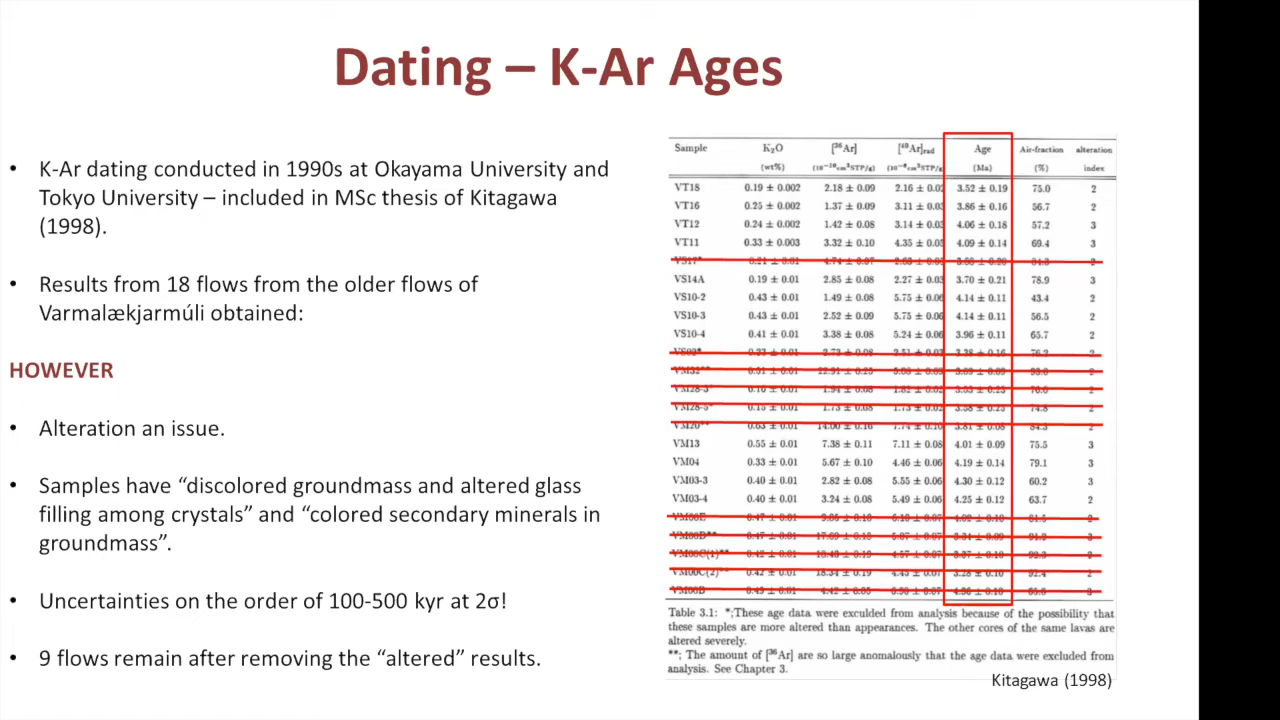 Dating – K-Ar Ages
• K-Ar dating conducted in 1990s at Okayama University and
Tokyo University – included in MSc thesis of Kitagawa
(1998).
• Results from 18 flows from the older flows of
Varmalækjarmúli obtained:
HOWEVER
• Alteration an issue.
• Samples have “discolored groundmass and altered glass
filling among crystals” and “colored secondary minerals in
groundmass”.
• Uncertainties on the order of 100-500 kyr at 2σ!
• 9 flows remain after removing the “altered” results.
Sample K₂O [³⁶Ar] [⁴⁰Ar]rad Age Air-fraction alteration
(wt%) (10⁻¹⁰cm³STP/g) (10⁻⁸cm³STP/g (Ma) (%) index
VT18 0.19 ± 0.002 2.18 ± 0.09 2.16 ± 0.02 3.52 ± 0.19 75.0 2
VT16 0.25 ± 0.002 1.37 ± 0.09 3.11 ± 0.03 3.86 ± 0.16 56.7 2
VT12 0.24 ± 0.002 1.42 ± 0.08 3.14 ± 0.03 4.06 ± 0.18 57.2 3
VT11 0.33 ± 0.003 3.32 ± 0.10 4.35 ± 0.05 4.09 ± 0.14 69.4 3
VS14A 0.19 ± 0.01 2.85 ± 0.08 2.27 ± 0.03 3.70 ± 0.21 78.9 3
VS10-2 0.43 ± 0.01 1.49 ± 0.08 5.75 ± 0.06 4.14 ± 0.11 43.4 2
VS10-3 0.43 ± 0.01 2.52 ± 0.09 5.75 ± 0.06 4.14 ± 0.11 56.5 2
VS10-4 0.41 ± 0.01 3.38 ± 0.08 5.24 ± 0.06 3.96 ± 0.11 65.7 2
VM13 0.55 ± 0.01 7.38 ± 0.11 7.11 ± 0.08 4.01 ± 0.09 75.5 3
VM04 0.33 ± 0.01 5.67 ± 0.10 4.46 ± 0.06 4.19 ± 0.14 79.1 3
VM03-3 0.40 ± 0.01 2.82 ± 0.08 5.55 ± 0.06 4.30 ± 0.12 60.2 3
VM03-4 0.40 ± 0.01 3.24 ± 0.08 5.49 ± 0.06 4.25 ± 0.12 63.7 2
Table 3.1: *;These age data were exculded from analysis because of the possibility that
these samples are more altered than appearances. The other cores of the same lavas are
altered severely.
**; The amount of [³⁶Ar] are so large anomalously that the age data were excluded from
analysis. See Chapter 3.
Kitagawa (1998)